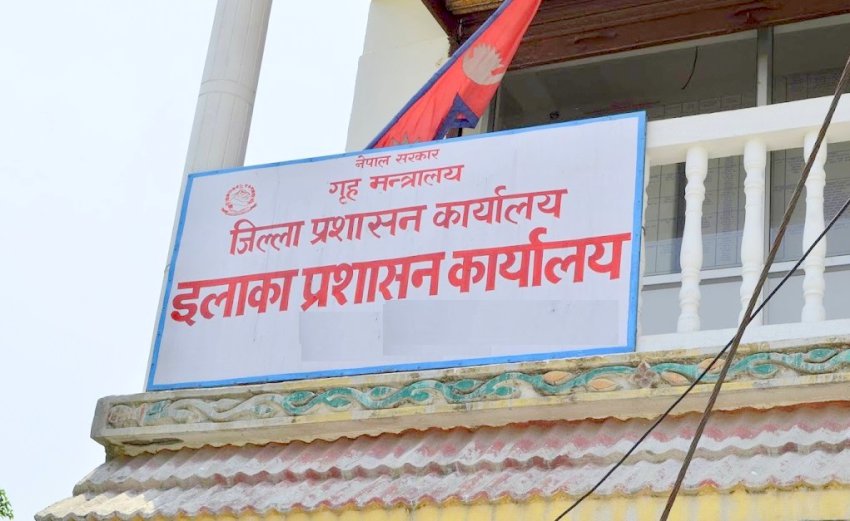 नेपाल सरकार
गृह मन्त्रालय
जिल्ला प्रशासन कार्यालय
इलाका प्रशासन कार्यालय